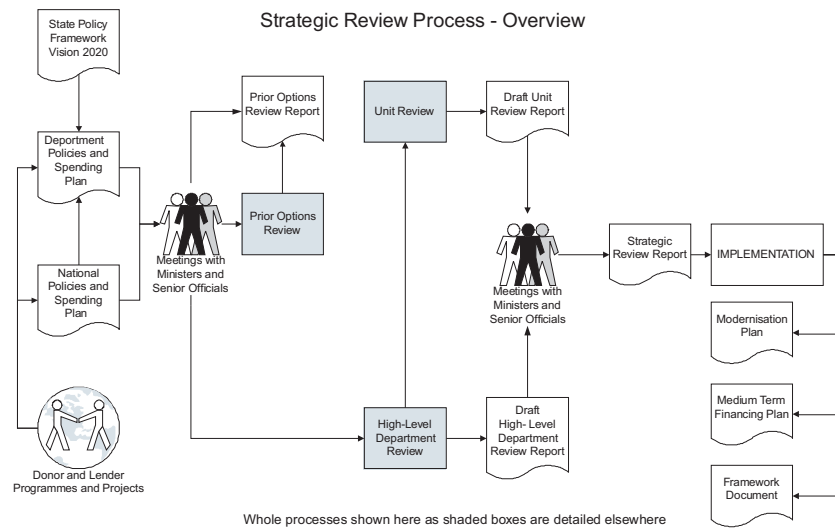 Strategic Review Process - Overview
State Policy
Framework
Vision 2020
Department
Policies and
Spending
Plan
National
Policies and
Spending
Plan
Donor and Lender
Programmes and Projects
Meetings with
Ministers and
Senior Officials
Prior Options
Review Report
Prior Options
Review
Unit Review
Draft Unit
Review Report
High-Level
Department
Review
Draft
High- Level
Department
Review Report
Meetings with
Ministers and
Senior Officials
Strategic
Review Report
IMPLEMENTATION
Modernisation
Plan
Medium Term
Financing Plan
Framework
Document
Whole processes shown here as shaded boxes are detailed elsewhere